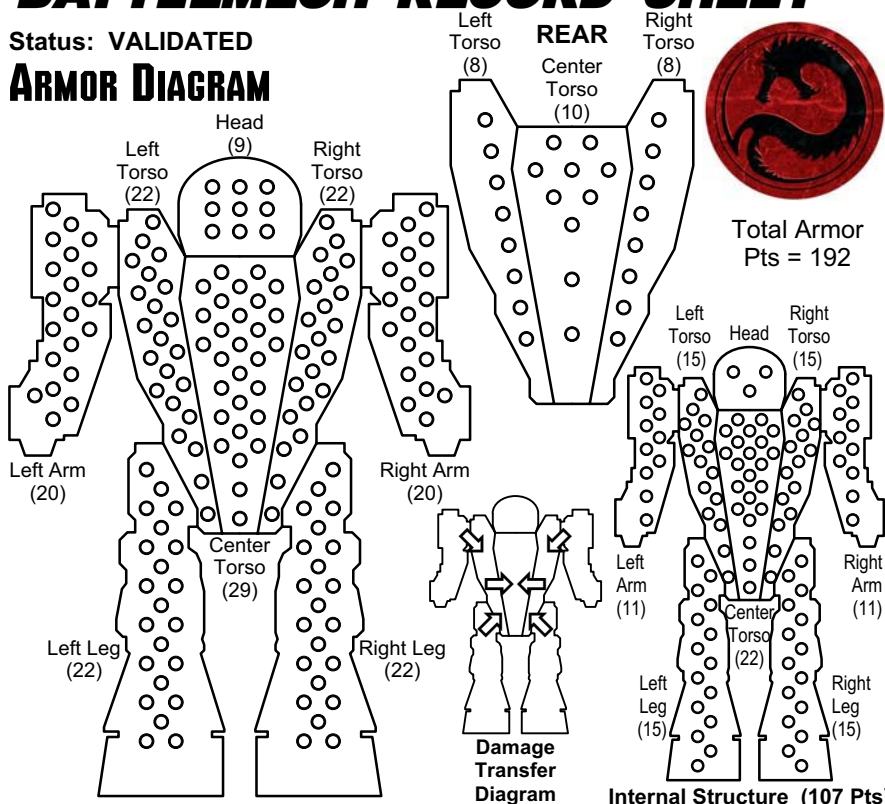 BATTLEMECH RECORD SHEET
Status: VALIDATED
ARMOR DIAGRAM
Head
(9)
Left
Torso
(22)
Right
Torso
(22)
Left Arm
(20)
Right Arm
(20)
Center
Torso
(29)
Left Leg
(22)
Right Leg
(22)
REAR
Left
Torso
(8)
Center
Torso
(10)
Right
Torso
(8)
Total Armor
Pts = 192
Damage
Transfer
Diagram
Left
Torso
(15)
Head
Right
Torso
(15)
Left
Arm
(11)
Right
Arm
(11)
Center
Torso
(22)
Left
Leg
(15)
Right
Leg
(15)
Internal Structure (107 Pts)